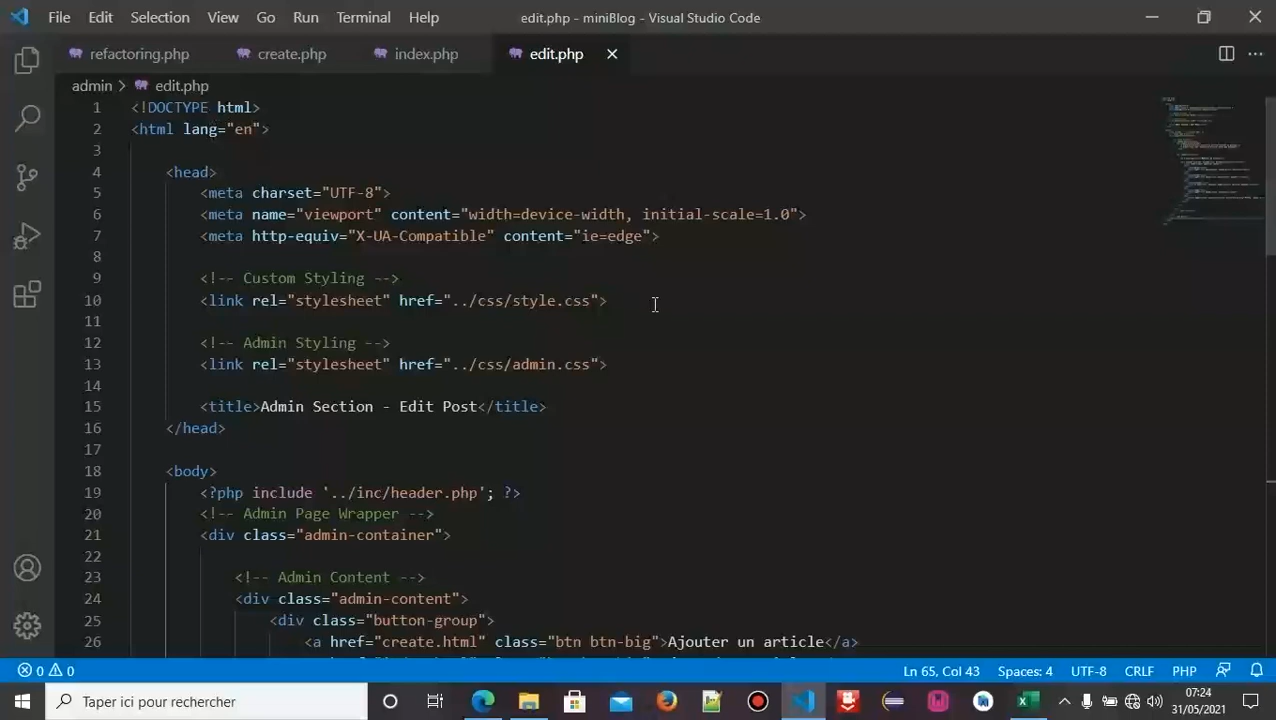 File Edit Selection View Go Run Terminal Help edit.php - miniBlog - Visual Studio Code
refactoring.php create.php index.php edit.php
admin > edit.php
1 <!DOCTYPE html>
2 <html lang="en">
3
4 <head>
5 <meta charset="UTF-8">
6 <meta name="viewport" content="width=device-width, initial-scale=1.0">
7 <meta http-equiv="X-UA-Compatible" content="ie=edge">
8
9 <!-- Custom Styling -->
10 <link rel="stylesheet" href="../css/style.css">
11
12 <!-- Admin Styling -->
13 <link rel="stylesheet" href="../css/admin.css">
14
15 <title>Admin Section - Edit Post</title>
16 </head>
17
18 <body>
19 <?php include '../inc/header.php'; ?>
20 <!-- Admin Page Wrapper -->
21 <div class="admin-container">
22
23 <!-- Admin Content -->
24 <div class="admin-content">
25 <div class="button-group">
26 <a href="create.html" class="btn btn-big">Ajouter un article</a>
0 0 Ln 65, Col 43 Spaces: 4 UTF-8 CRLF PHP
Taper ici pour rechercher
07:24
31/05/2021